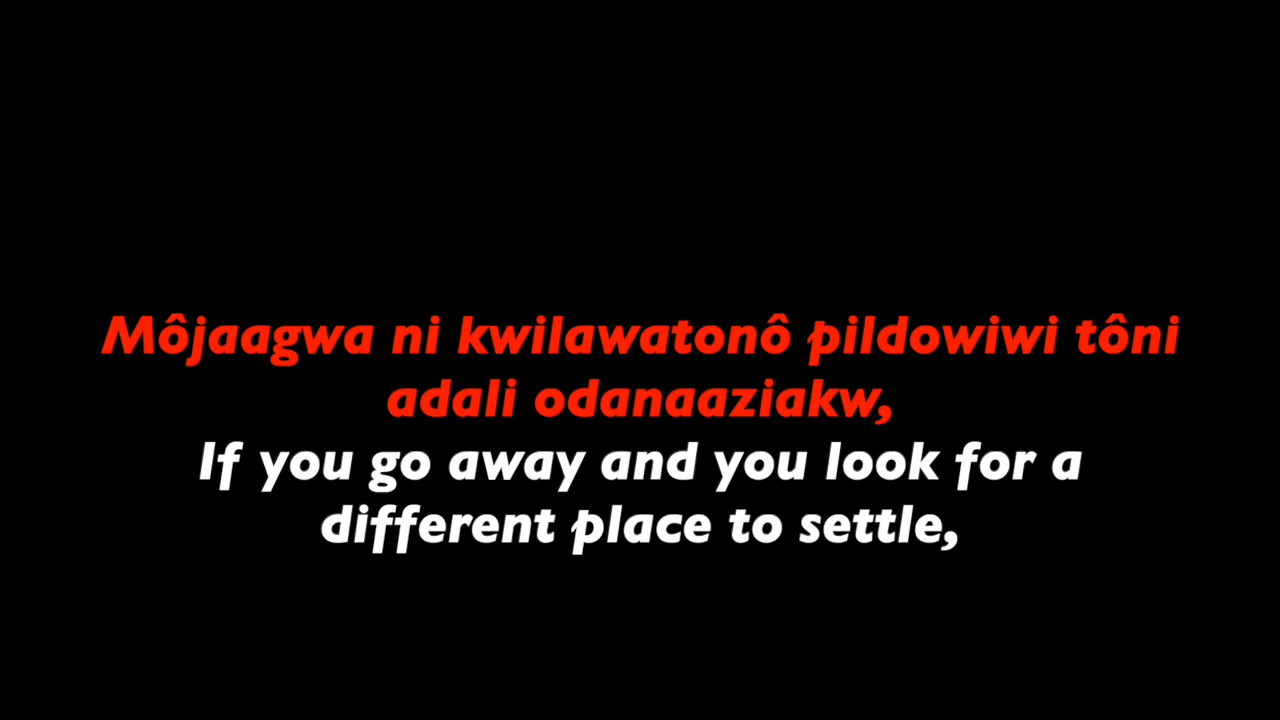 Môjaagwa ni kwilawatonô pildowiwi tôni
adali odanaaziakw,
If you go away and you look for a
different place to settle,